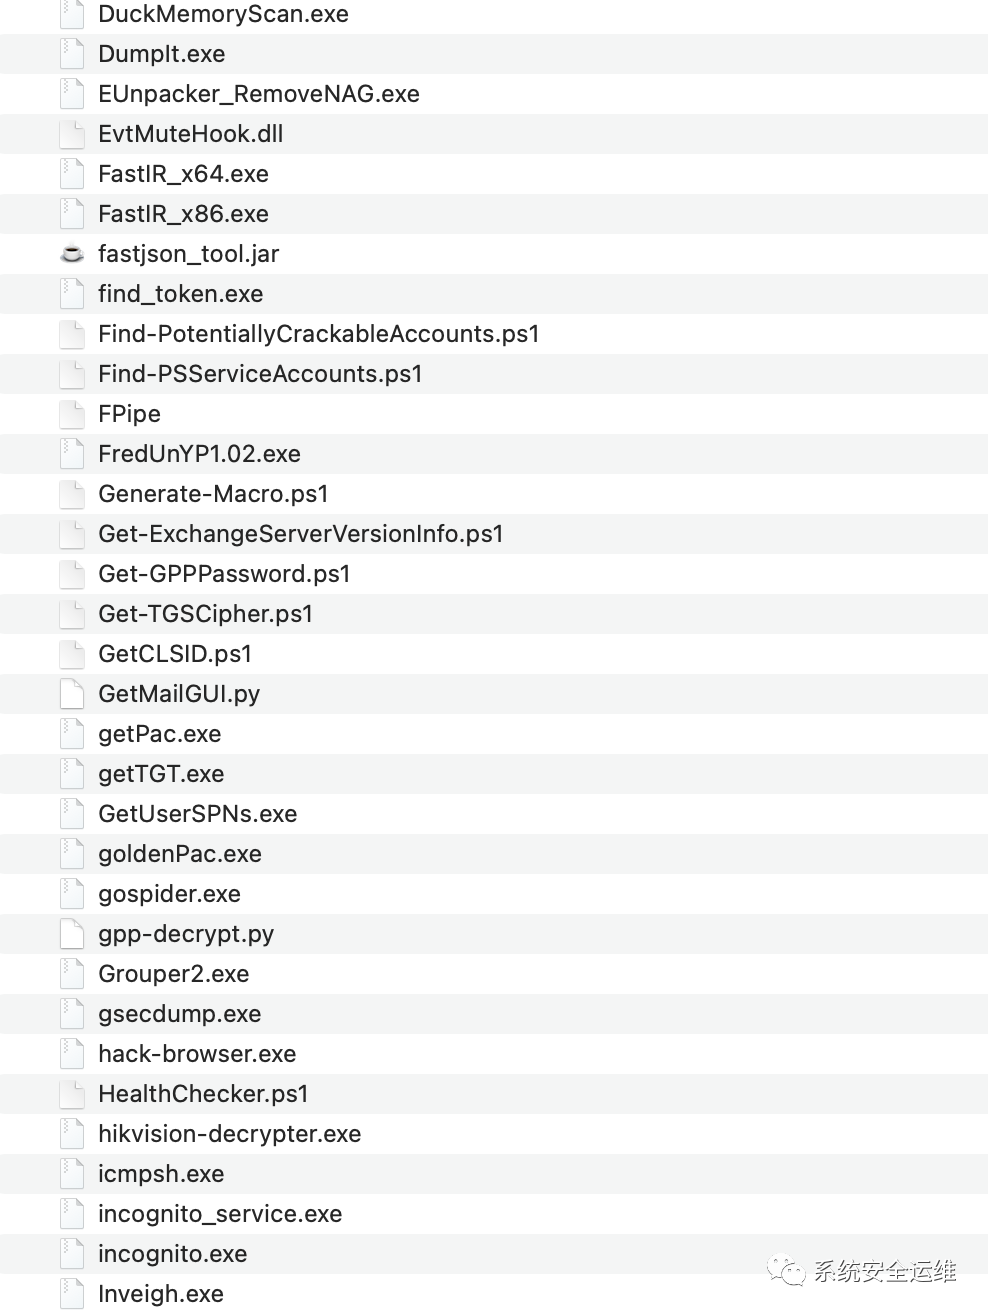 DuckMemoryScan.exe
DumpIt.exe
EUnpacker_RemoveNAG.exe
EvtMuteHook.dll
FastIR_x64.exe
FastIR_x86.exe
fastjson_tool.jar
find_token.exe
Find-PotentiallyCrackableAccounts.ps1
Find-PSServiceAccounts.ps1
FPipe
FredUnYP1.02.exe
Generate-Macro.ps1
Get-ExchangeServerVersionInfo.ps1
Get-GPPPassword.ps1
Get-TGSCipher.ps1
GetCLSID.ps1
GetMailGUI.py
getPac.exe
getTGT.exe
GetUserSPNs.exe
goldenPac.exe
gospider.exe
gpp-decrypt.py
Grouper2.exe
gsecdump.exe
hack-browser.exe
HealthChecker.ps1
hikvision-decrypter.exe
icmpsh.exe
incognito_service.exe
incognito.exe
系统安全运维
Inveigh.exe